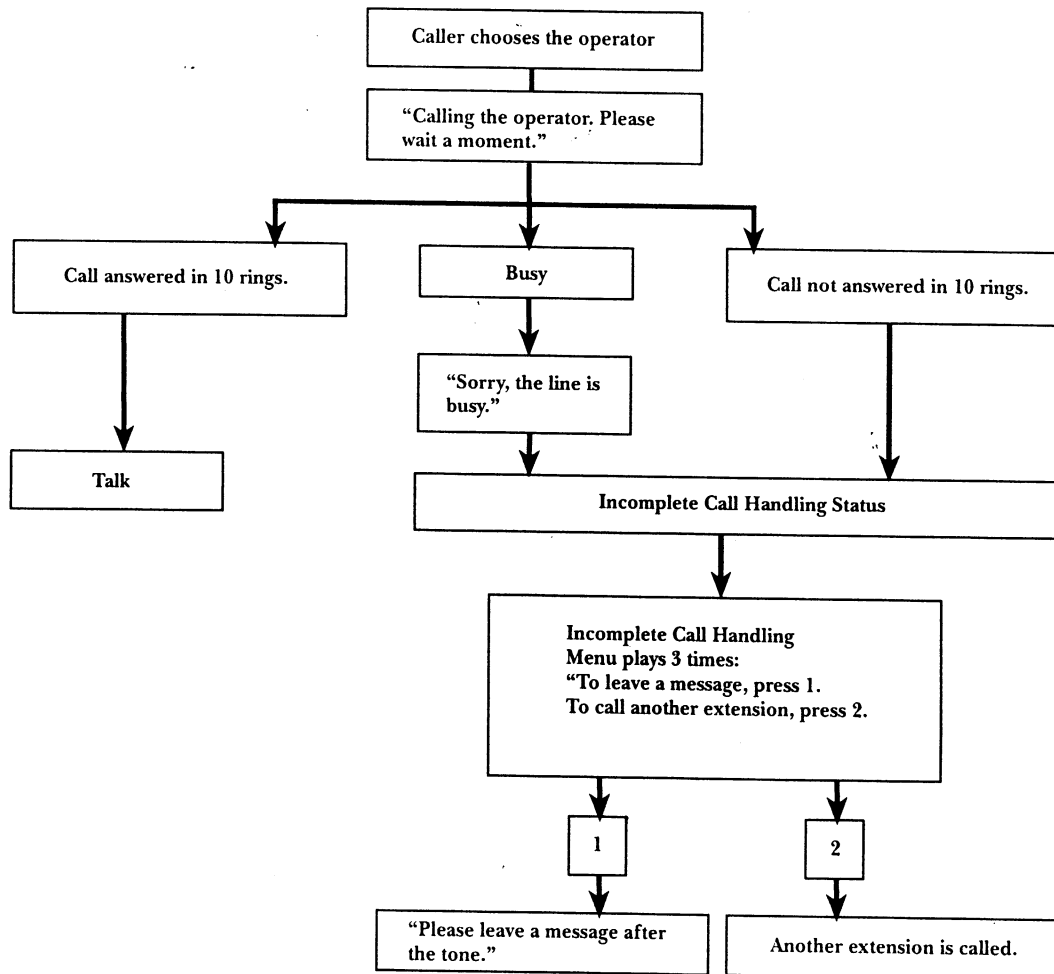 Caller chooses the operator
“Calling the operator. Please
wait a moment.”
Call answered in 10 rings.
Busy
Call not answered in 10 rings.
“Sorry, the line is
busy.”
Talk
Incomplete Call Handling Status
Incomplete Call Handling
Menu plays 3 times:
“To leave a message, press 1.
To call another extension, press 2.
1
2
“Please leave a message after
the tone.”
Another extension is called.